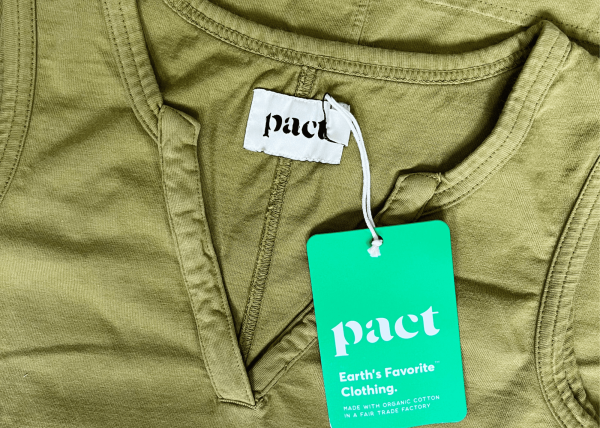 pact
pact
Earth's Favorite™
Clothing.
MADE WITH ORGANIC COTTON
IN A FAIR TRADE FACTORY